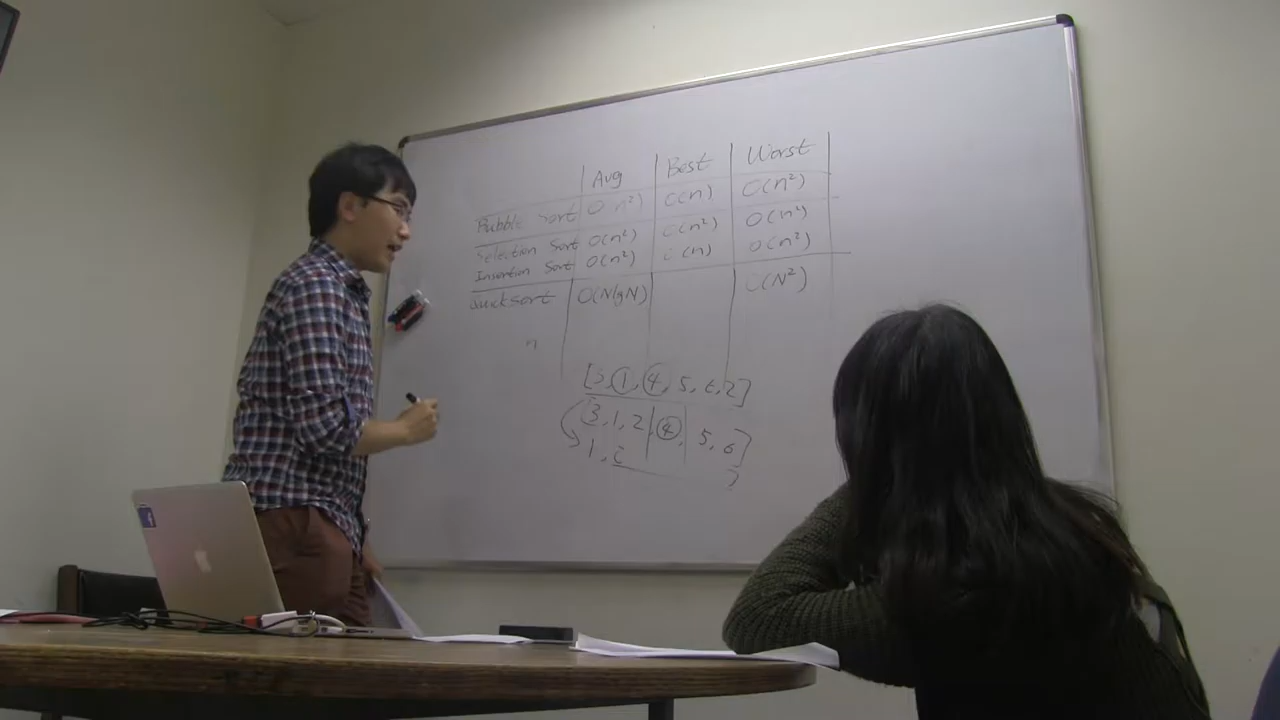 Avg Best Worst
Bubble Sort O(n²) O(n) O(n²)
Selection Sort O(n²) O(n²) O(n²)
Insertion Sort O(n²) O(n) O(n²)
Quicksort O(NlgN) O(N²)
n
[3, 1, 4, 5, 6, 2]
3, 1, 2, 4, 5, 6]
1, 2